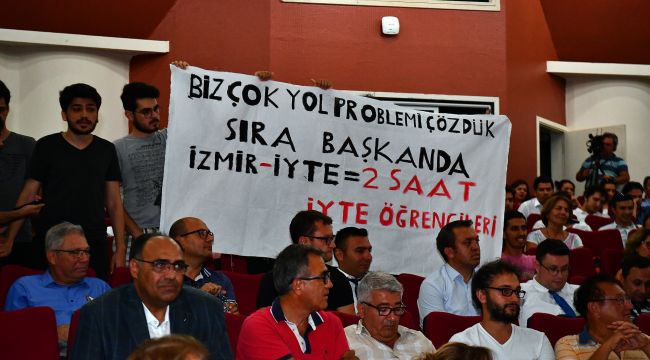 BİZ ÇOK YOL PROBLEMİ ÇÖZDÜK
SIRA BAŞKANDA
İZMİR-İYTE=2 SAAT
İYTE ÖĞRENCİLERİ